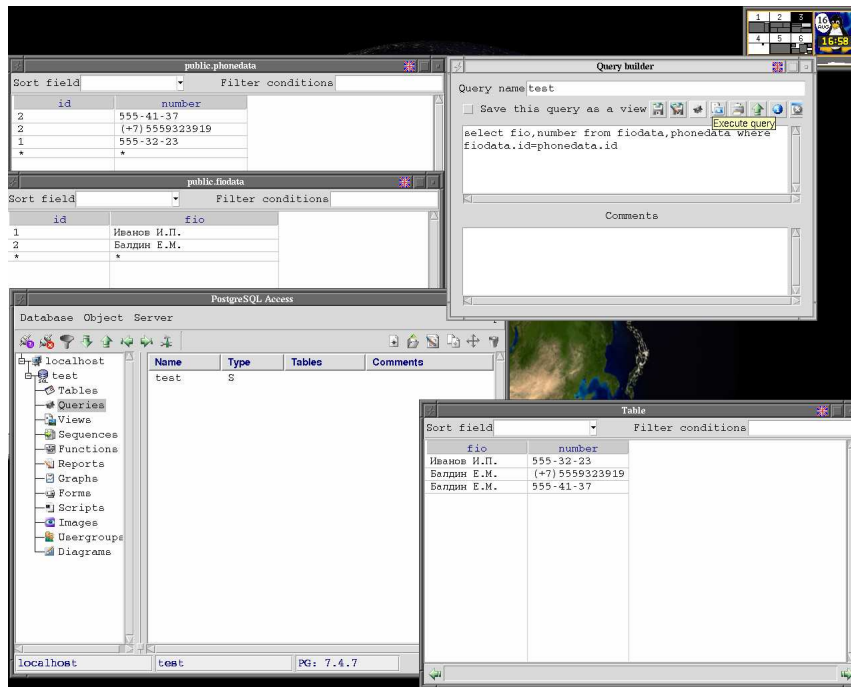 1 2 3
4 5 6
16
AUG
16:58
public.phonedata
Sort field Filter conditions
id number
2 555-41-37
2 (+7)5559323919
1 555-32-23
* *
public.fiodata
Sort field Filter conditions
id fio
1 Иванов И.П.
2 Балдин Е.М.
* *
Query builder
Query name test
Save this query as a view
Execute query
select fio,number from fiodata,phonedata where
fiodata.id=phonedata.id
Comments
PostgreSQL Access
Database Object Server
localhost
test
Tables
Queries
Views
Sequences
Functions
Reports
Graphs
Forms
Scripts
Images
Usergroups
Diagrams
Name Type Tables Comments
test S
localhost test PG: 7.4.7
Table
Sort field Filter conditions
fio number
Иванов И.П. 555-32-23
Балдин Е.М. (+7)5559323919
Балдин Е.М. 555-41-37